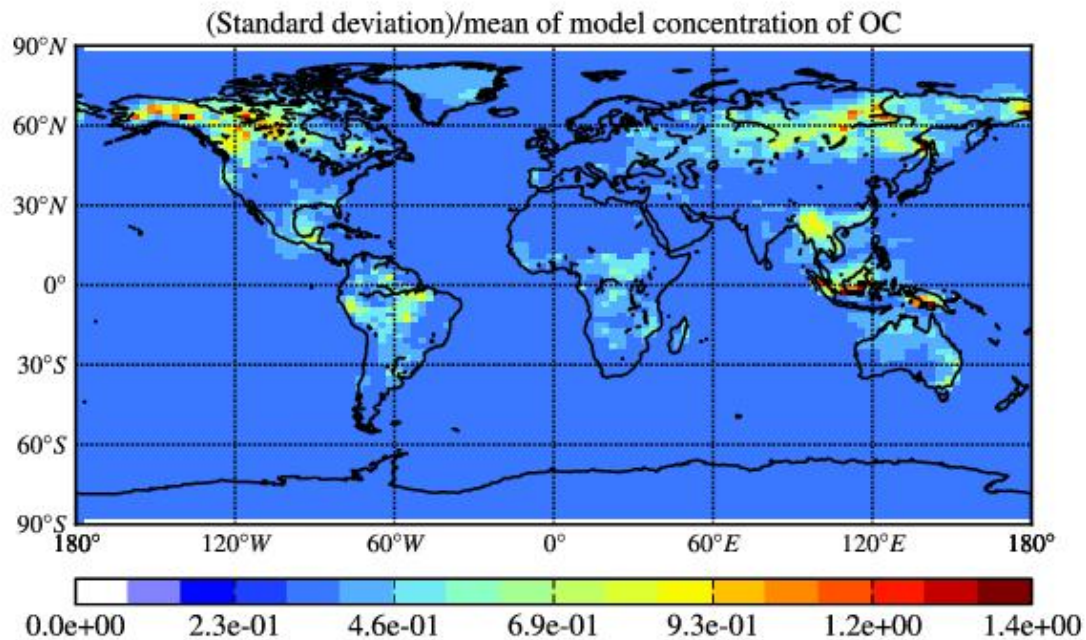 (Standard deviation)/mean of model concentration of OC
90°N
60°N
30°N
0°
30°S
60°S
90°S
180° 120°W 60°W 0° 60°E 120°E 180°
0.0e+00 2.3e-01 4.6e-01 6.9e-01 9.3e-01 1.2e+00 1.4e+00